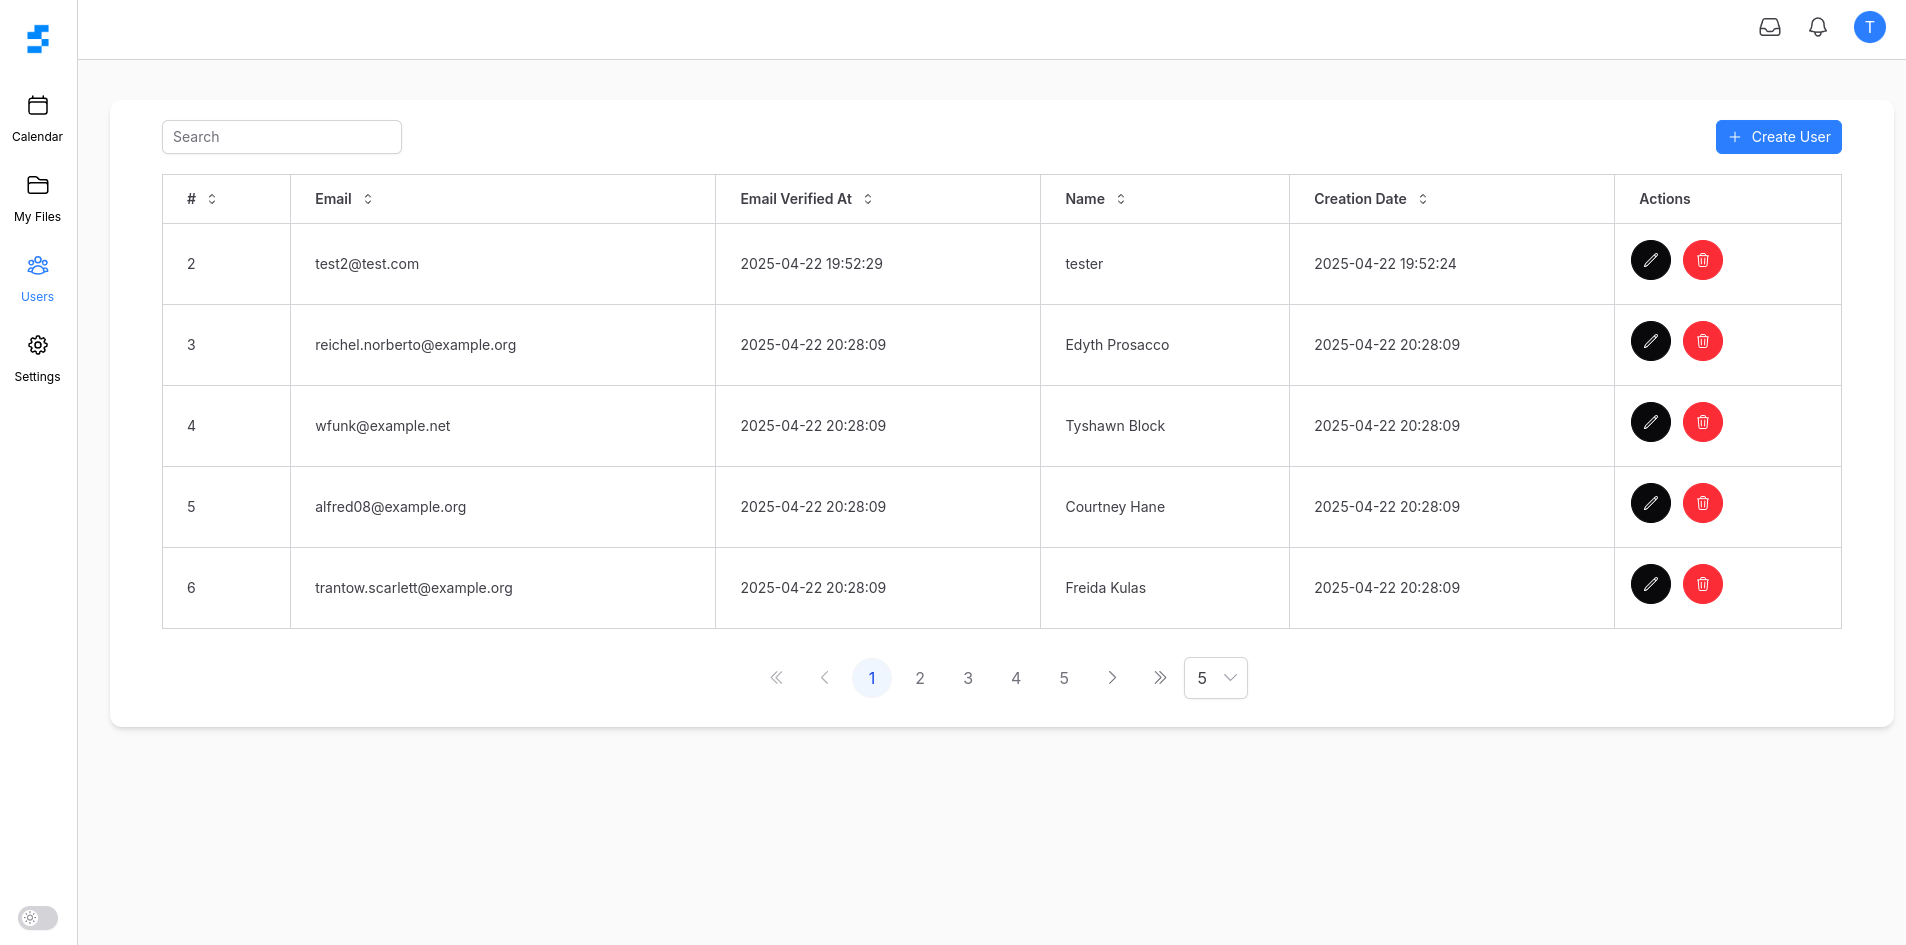 T
Calendar
My Files
Users
Settings
Search
Create User
# Email Email Verified At Name Creation Date Actions
2 test2@test.com 2025-04-22 19:52:29 tester 2025-04-22 19:52:24
3 reichel.norberto@example.org 2025-04-22 20:28:09 Edyth Prosacco 2025-04-22 20:28:09
4 wfunk@example.net 2025-04-22 20:28:09 Tyshawn Block 2025-04-22 20:28:09
5 alfred08@example.org 2025-04-22 20:28:09 Courtney Hane 2025-04-22 20:28:09
6 trantow.scarlett@example.org 2025-04-22 20:28:09 Freida Kulas 2025-04-22 20:28:09
1 2 3 4 5 5